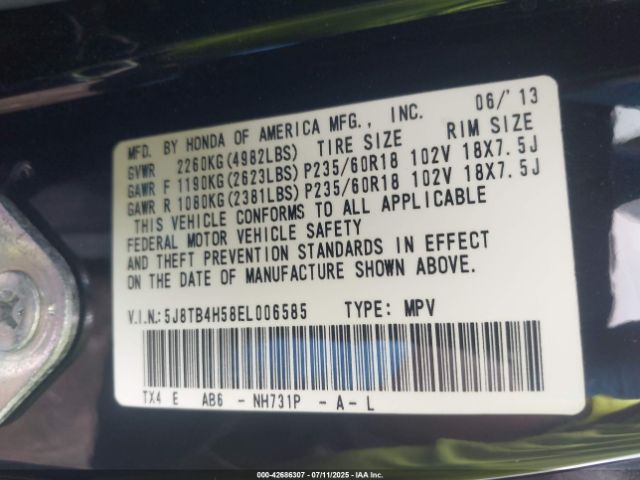 MFD. BY HONDA OF AMERICA MFG., INC. 06/'13
GVWR 2260KG(4982LBS) TIRE SIZE RIM SIZE
GAWR F 1190KG(2623LBS) P235/60R18 102V 18X7.5J
GAWR R 1080KG(2381LBS) P235/60R18 102V 18X7.5J
THIS VEHICLE CONFORMS TO ALL APPLICABLE
FEDERAL MOTOR VEHICLE SAFETY
AND THEFT PREVENTION STANDARDS IN EFFECT
ON THE DATE OF MANUFACTURE SHOWN ABOVE.
V.I.N.: 5J8TB4H58EL006585 TYPE: MPV
TX4 E AB6 - NH731P - A - L
000-42686307 - 07/11/2025 - IAA Inc.